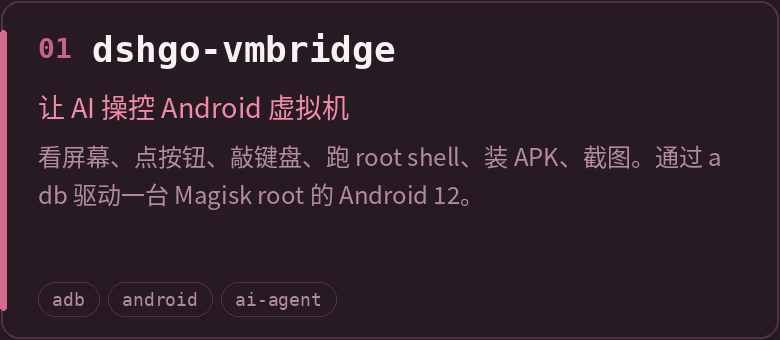 01 dshgo-vmbridge
让 AI 操控 Android 虚拟机
看屏幕、点按钮、敲键盘、跑 root shell、装 APK、截图。通过 a
db 驱动一台 Magisk root 的 Android 12。
adb android ai-agent